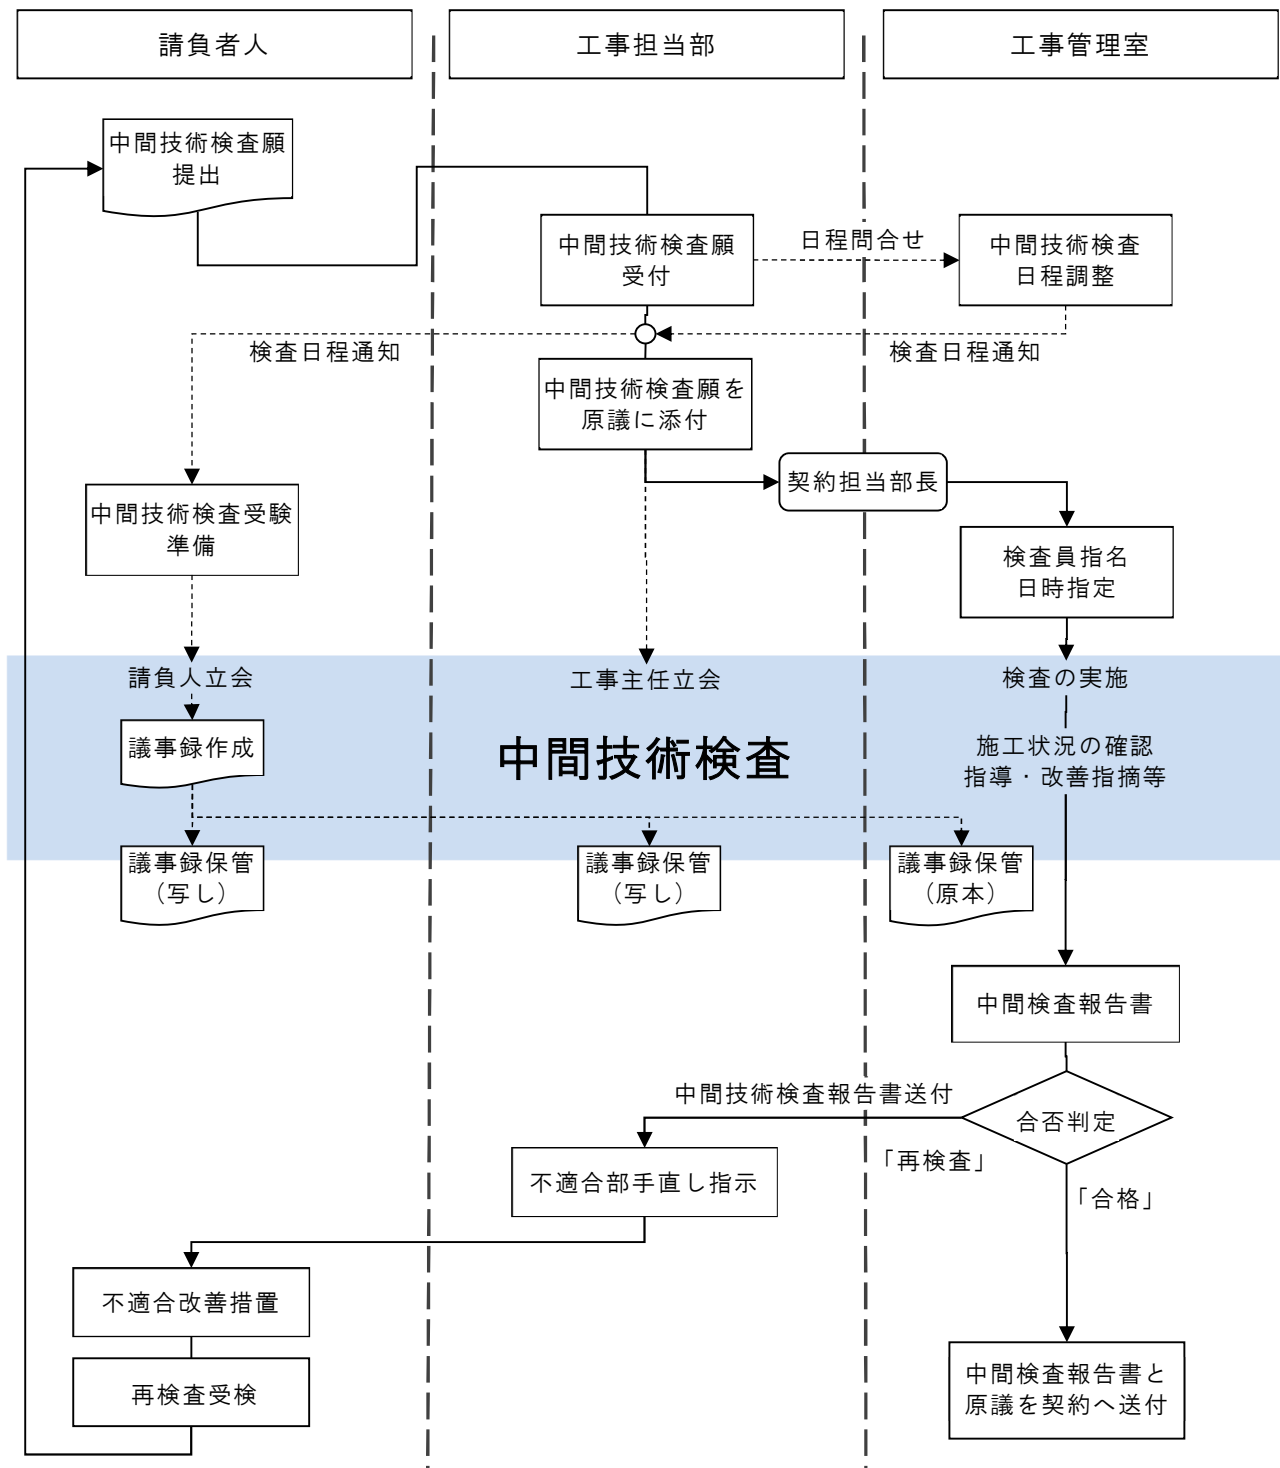 請負者人
工事担当部
工事管理室
中間技術検査願
提出
中間技術検査願
受付
日程問合せ
中間技術検査
日程調整
検査日程通知
検査日程通知
中間技術検査願を
原議に添付
契約担当部長
中間技術検査受験
準備
検査員指名
日時指定
請負人立会
工事主任立会
検査の実施
議事録作成
中間技術検査
施工状況の確認
指導・改善指摘等
議事録保管
（写し）
議事録保管
（写し）
議事録保管
（原本）
中間検査報告書
中間技術検査報告書送付
合否判定
「再検査」
不適合部手直し指示
「合格」
不適合改善措置
再検査受検
中間検査報告書と
原議を契約へ送付